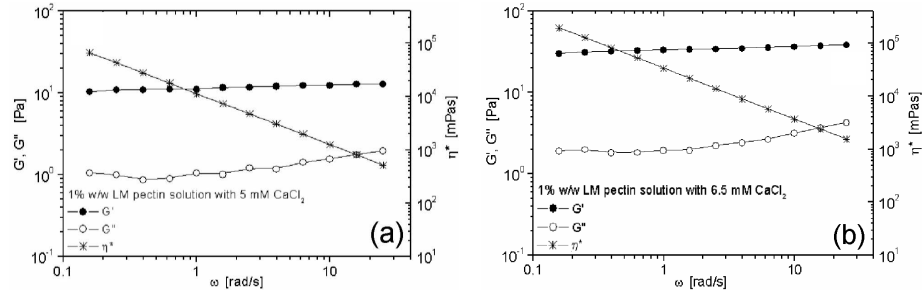 10²
10¹
10⁰
10⁻¹
G', G'' [Pa]
(a)
10⁵
10⁴
10³
10²
10¹
η* [mPas]
1% w/w LM pectin solution with 5 mM CaCl₂
G'
G''
η*
0.1
1
10
ω [rad/s]
10²
10¹
10⁰
10⁻¹
G', G'' [Pa]
(b)
10⁵
10⁴
10³
10²
10¹
η* [mPas]
1% w/w LM pectin solution with 6.5 mM CaCl₂
G'
G''
η*
0.1
1
10
ω [rad/s]